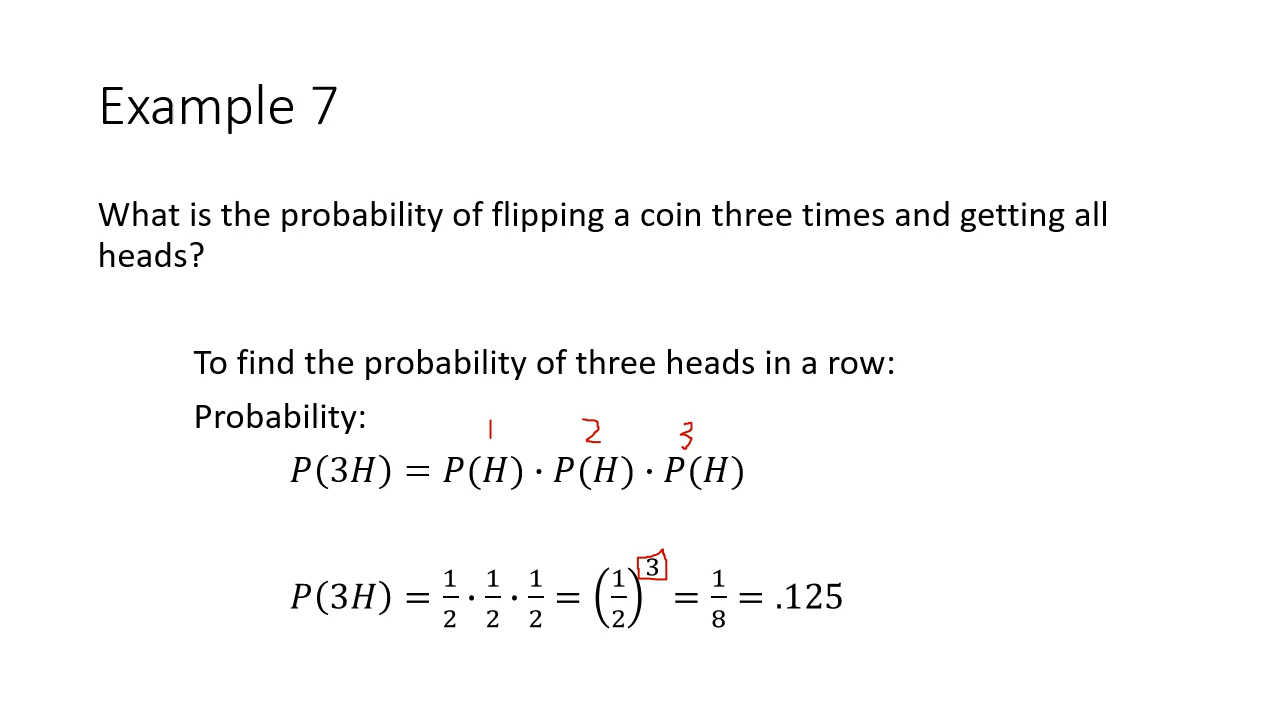 Example 7
What is the probability of flipping a coin three times and getting all
heads?
To find the probability of three heads in a row:
Probability:
1 2 3
P(3H) = P(H) · P(H) · P(H)
P(3H) = 1/2 · 1/2 · 1/2 = (1/2)^3 = 1/8 = .125